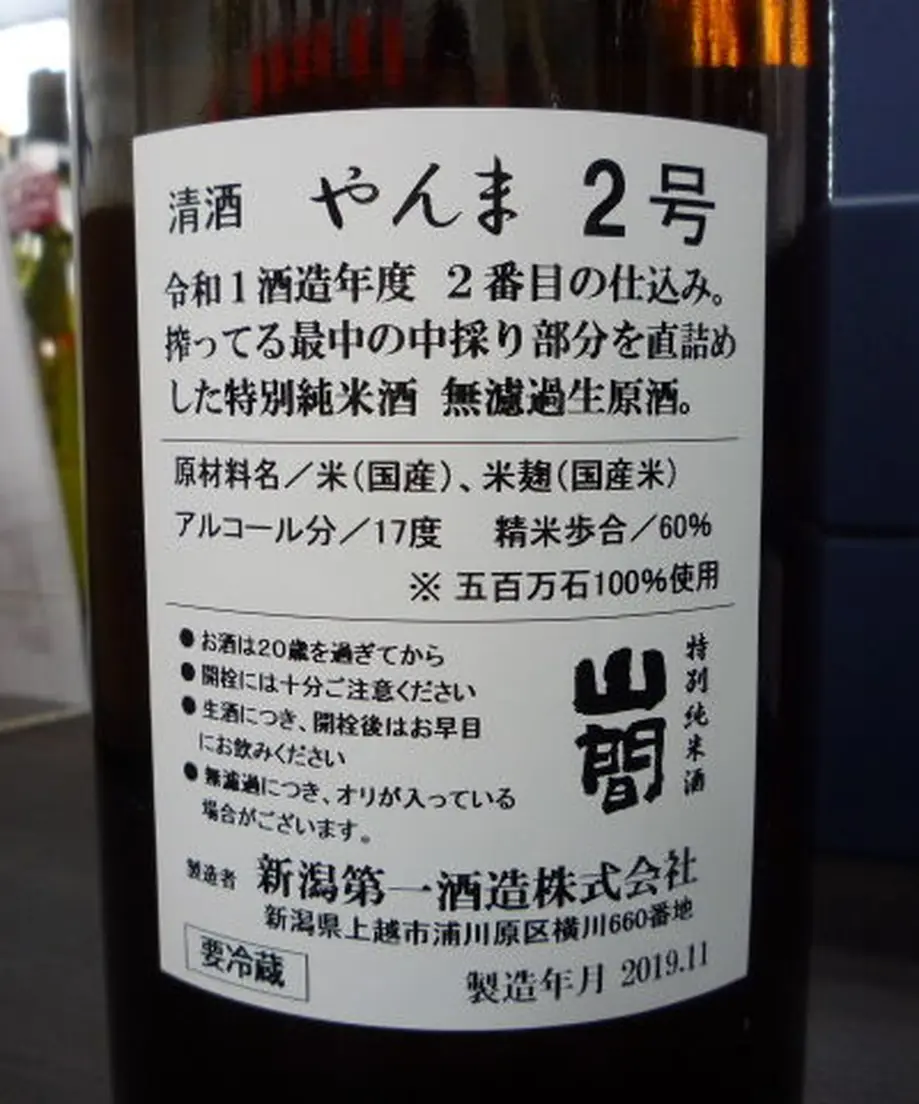 清酒 やんま 2号
令和1酒造年度 2番目の仕込み。
搾ってる最中の中採り部分を直詰め
した特別純米酒 無濾過生原酒。
原材料名／米（国産）、米麹（国産米）
アルコール分／17度 精米歩合／60%
※ 五百万石100%使用
●お酒は20歳を過ぎてから
●開栓には十分ご注意ください
●生酒につき、開栓後はお早目
にお飲みください
●無濾過につき、オリが入っている
場合がございます。
特別純米酒
山間
製造者 新潟第一酒造株式会社
新潟県上越市浦川原区横川660番地
要冷蔵
製造年月 2019.11